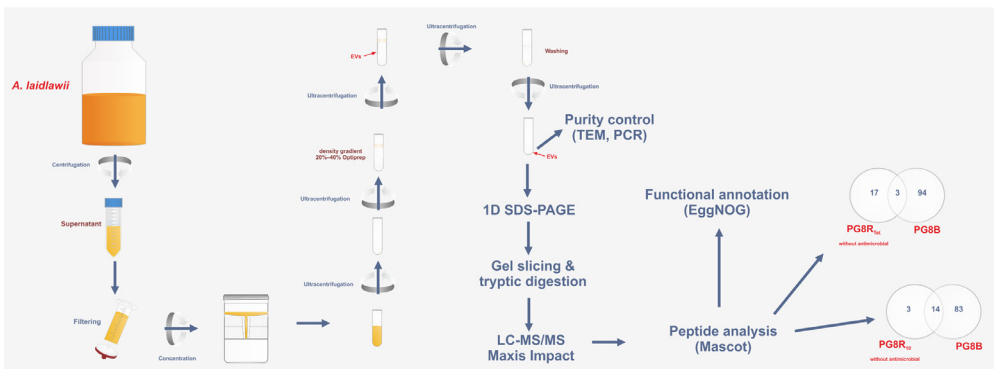 A. laidlawii
Centrifugation
Supernatant
Filtering
Concentration
Ultracentrifugation
Ultracentrifugation
density gradient
20%-40% Optiprep
Ultracentrifugation
EVs
Ultracentrifugation
Washing
Ultracentrifugation
EVs
Purity control
(TEM, PCR)
1D SDS-PAGE
Gel slicing &
tryptic digestion
LC-MS/MS
Maxis Impact
Peptide analysis
(Mascot)
Functional annotation
(EggNOG)
17 3 94
PG8RTet PG8B
without antimicrobial
3 14 83
PG8R10 PG8B
without antimicrobial